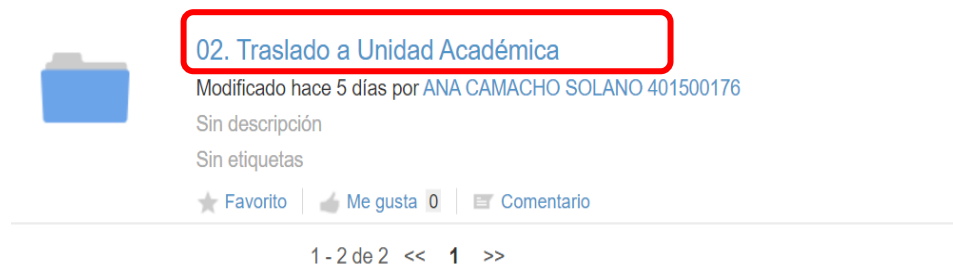 02. Traslado a Unidad Académica
Modificado hace 5 días por ANA CAMACHO SOLANO 401500176
Sin descripción
Sin etiquetas
Favorito Me gusta 0 Comentario
1 - 2 de 2 << 1 >>